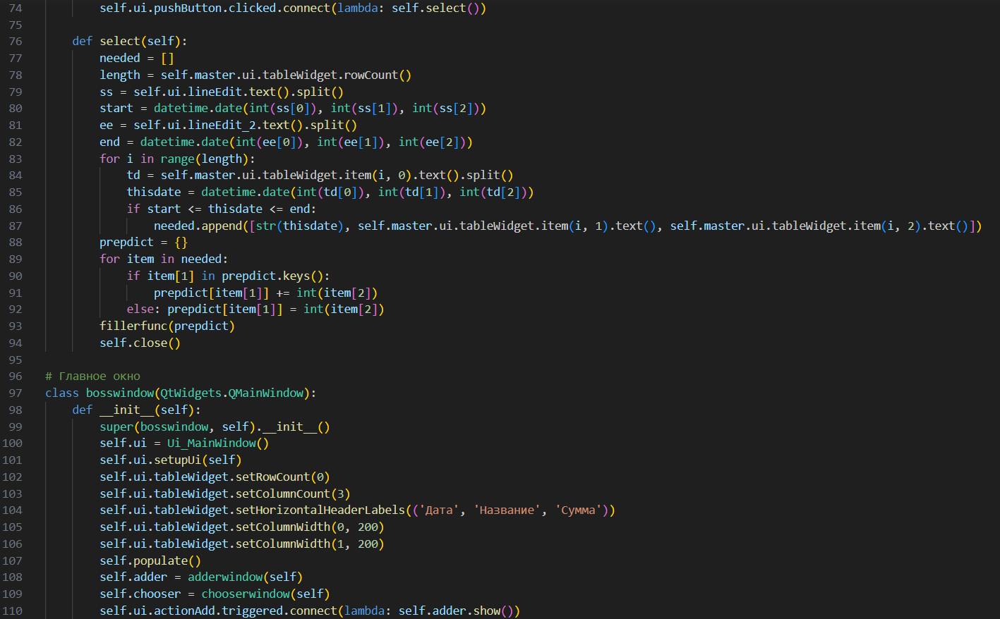 74 self.ui.pushButton.clicked.connect(lambda: self.select())
75
76 def select(self):
77 needed = []
78 length = self.master.ui.tableWidget.rowCount()
79 ss = self.ui.lineEdit.text().split()
80 start = datetime.date(int(ss[0]), int(ss[1]), int(ss[2]))
81 ee = self.ui.lineEdit_2.text().split()
82 end = datetime.date(int(ee[0]), int(ee[1]), int(ee[2]))
83 for i in range(length):
84 td = self.master.ui.tableWidget.item(i, 0).text().split()
85 thisdate = datetime.date(int(td[0]), int(td[1]), int(td[2]))
86 if start <= thisdate <= end:
87 needed.append([str(thisdate), self.master.ui.tableWidget.item(i, 1).text(), self.master.ui.tableWidget.item(i, 2).text()])
88 prepdict = {}
89 for item in needed:
90 if item[1] in prepdict.keys():
91 prepdict[item[1]] += int(item[2])
92 else: prepdict[item[1]] = int(item[2])
93 fillerfunc(prepdict)
94 self.close()
95
96 # Главное окно
97 class bosswindow(QtWidgets.QMainWindow):
98 def __init__(self):
99 super(bosswindow, self).__init__()
100 self.ui = Ui_MainWindow()
101 self.ui.setupUi(self)
102 self.ui.tableWidget.setRowCount(0)
103 self.ui.tableWidget.setColumnCount(3)
104 self.ui.tableWidget.setHorizontalHeaderLabels(('Дата', 'Название', 'Сумма'))
105 self.ui.tableWidget.setColumnWidth(0, 200)
106 self.ui.tableWidget.setColumnWidth(1, 200)
107 self.populate()
108 self.adder = adderwindow(self)
109 self.chooser = chooserwindow(self)
110 self.ui.actionAdd.triggered.connect(lambda: self.adder.show())